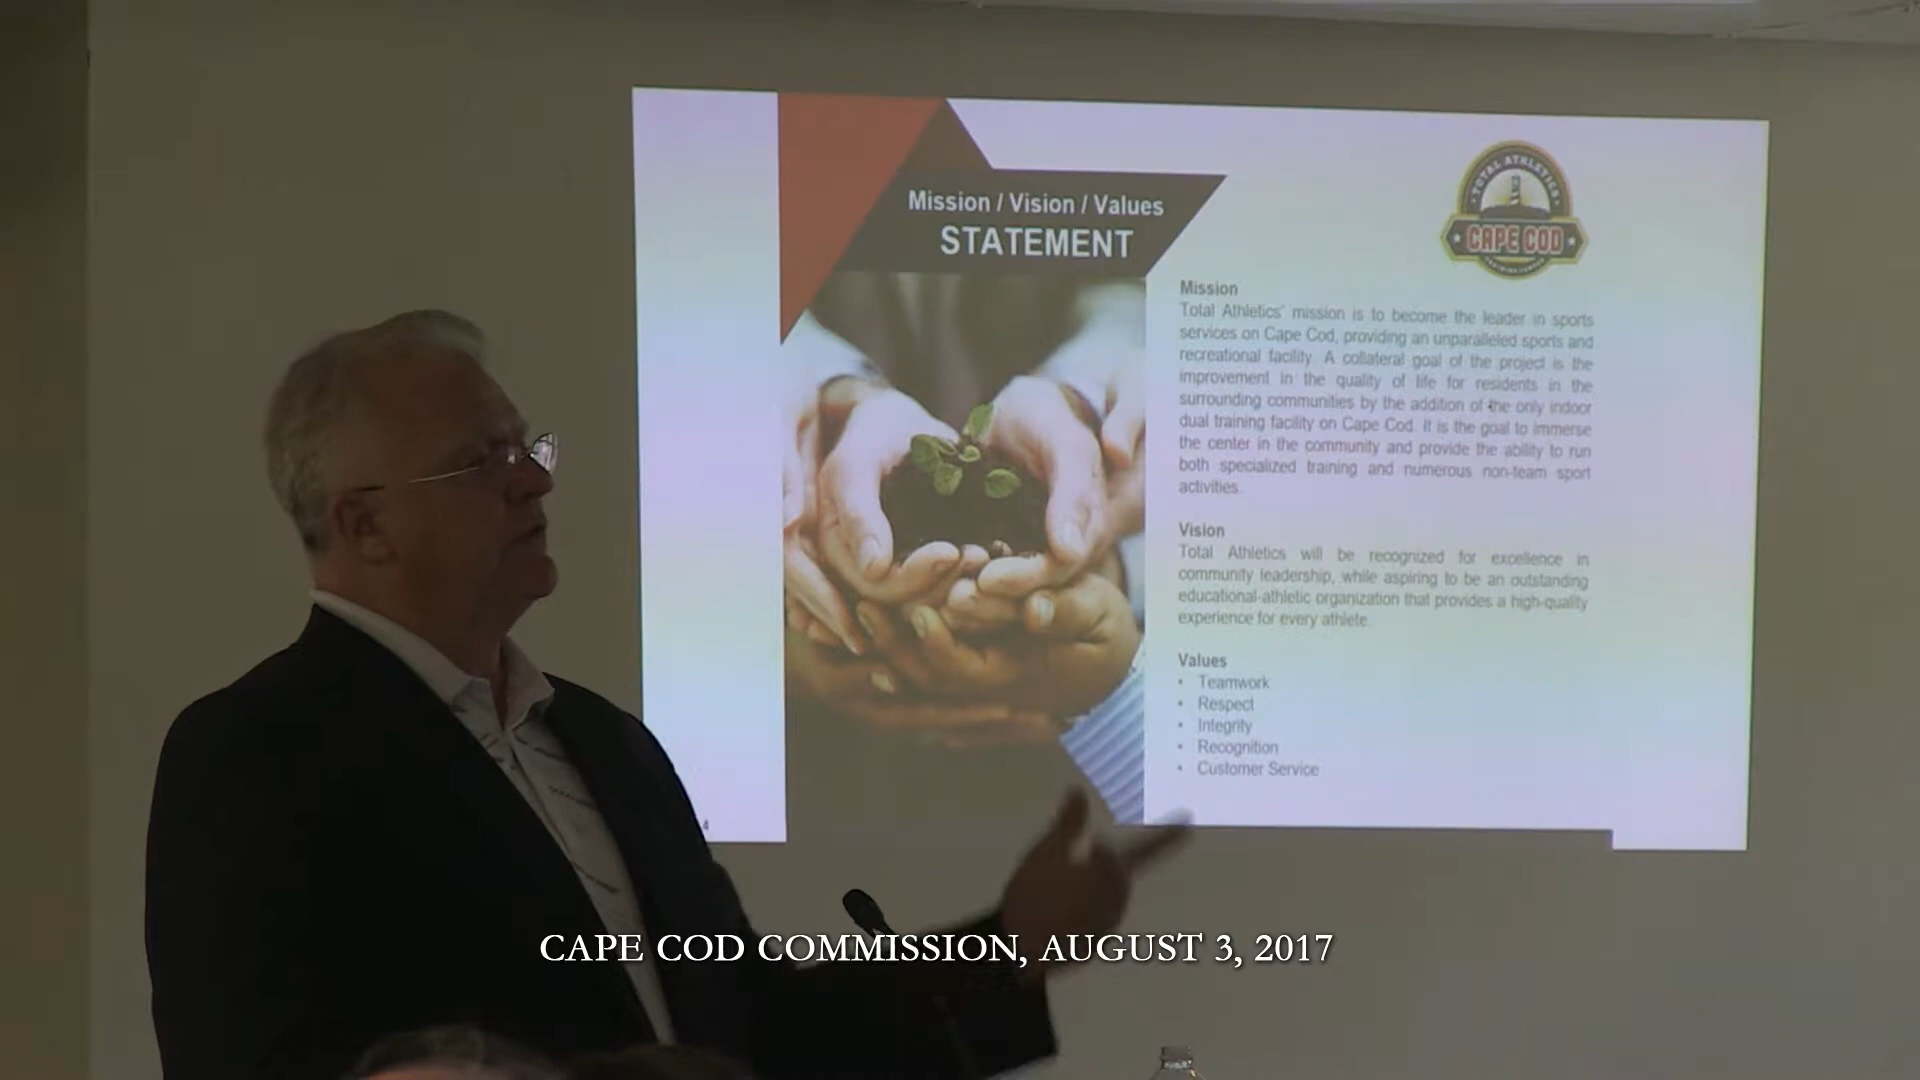 Mission / Vision / Values
STATEMENT
TOTAL ATHLETICS
CAPE COD
Mission
Total Athletics' mission is to become the leader in sports
services on Cape Cod, providing an unparalleled sports and
recreational facility. A collateral goal of the project is the
improvement in the quality of life for residents in the
surrounding communities by the addition of the only indoor
dual training facility on Cape Cod. It is the goal to immerse
the center in the community and provide the ability to run
both specialized training and numerous non-team sport
activities.
Vision
Total Athletics will be recognized for excellence in
community leadership, while aspiring to be an outstanding
educational-athletic organization that provides a high-quality
experience for every athlete.
Values
• Teamwork
• Respect
• Integrity
• Recognition
• Customer Service
4
CAPE COD COMMISSION, AUGUST 3, 2017